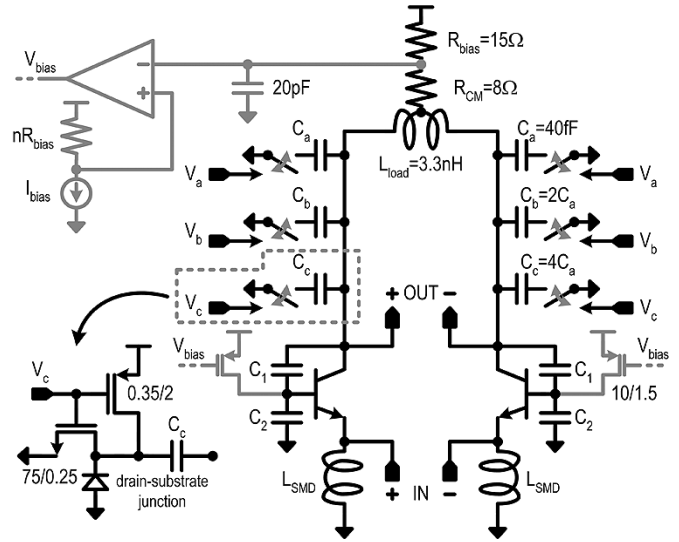 V_bias
R_bias=15Ω
20pF
R_CM=8Ω
nR_bias
I_bias
C_a
C_a=40fF
V_a
L_load=3.3nH
V_a
C_b
C_b=2C_a
V_b
V_b
C_c
C_c=4C_a
V_c
V_c
+ OUT −
V_bias
V_bias
C_1
C_1
V_c
0.35/2
10/1.5
C_2
C_2
C_c
75/0.25
drain-substrate
junction
L_SMD
+ IN −
L_SMD